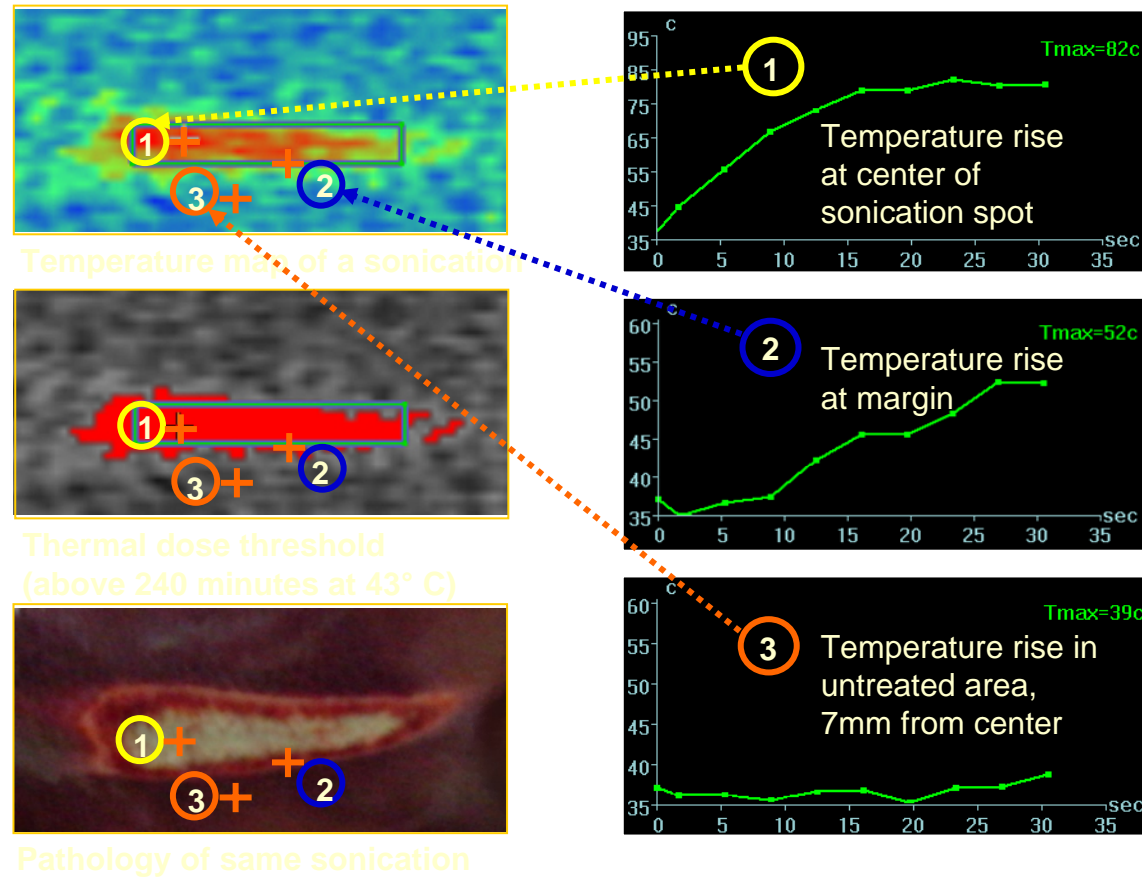 1
2
3
Temperature map of a sonication
1
2
3
Thermal dose threshold
(above 240 minutes at 43° C)
1
2
3
Pathology of same sonication
c
95
85
75
65
55
45
35
0
5
10
15
20
25
30
35
sec
Tmax=82c
1
Temperature rise
at center of
sonication spot
c
60
55
50
45
40
35
0
5
10
15
20
25
30
35
sec
Tmax=52c
2
Temperature rise
at margin
c
60
55
50
45
40
35
0
5
10
15
20
25
30
35
sec
Tmax=39c
3
Temperature rise in
untreated area,
7mm from center